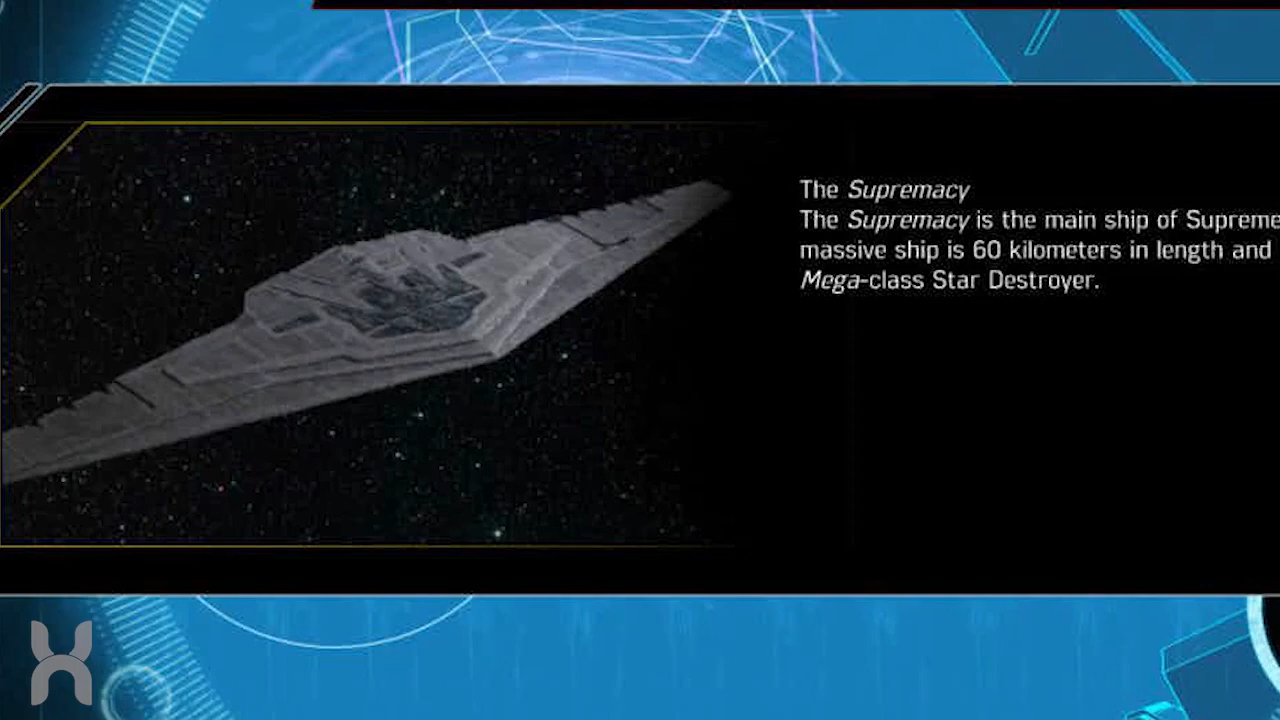 The Supremacy
The Supremacy is the main ship of Supreme
massive ship is 60 kilometers in length and
Mega-class Star Destroyer.